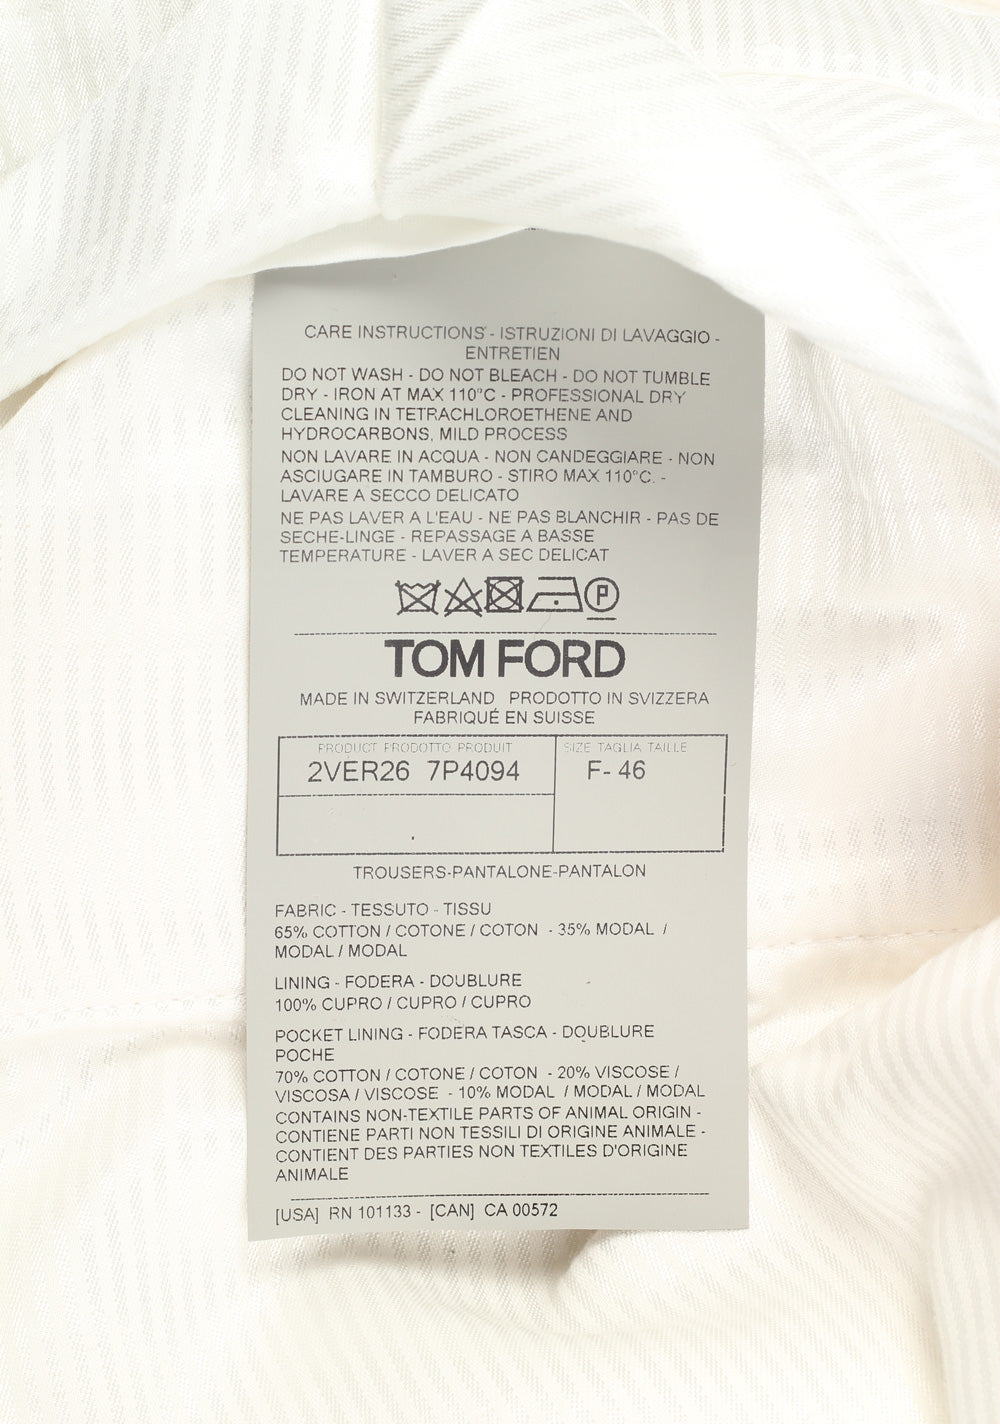 CARE INSTRUCTIONS - ISTRUZIONI DI LAVAGGIO -
ENTRETIEN
DO NOT WASH - DO NOT BLEACH - DO NOT TUMBLE
DRY - IRON AT MAX 110°C - PROFESSIONAL DRY
CLEANING IN TETRACHLOROETHENE AND
HYDROCARBONS, MILD PROCESS
NON LAVARE IN ACQUA - NON CANDEGGIARE - NON
ASCIUGARE IN TAMBURO - STIRO MAX 110°C. -
LAVARE A SECCO DELICATO
NE PAS LAVER A L'EAU - NE PAS BLANCHIR - PAS DE
SECHE-LINGE - REPASSAGE A BASSE
TEMPERATURE - LAVER A SEC DELICAT
P
TOM FORD
MADE IN SWITZERLAND PRODOTTO IN SVIZZERA
FABRIQUÉ EN SUISSE
PRODUCT PRODOTTO PRODUIT SIZE TAGLIA TAILLE
2VER26 7P4094 F- 46
TROUSERS-PANTALONE-PANTALON
FABRIC - TESSUTO - TISSU
65% COTTON / COTONE / COTON - 35% MODAL /
MODAL / MODAL
LINING - FODERA - DOUBLURE
100% CUPRO / CUPRO / CUPRO
POCKET LINING - FODERA TASCA - DOUBLURE
POCHE
70% COTTON / COTONE / COTON - 20% VISCOSE /
VISCOSA / VISCOSE - 10% MODAL / MODAL / MODAL
CONTAINS NON-TEXTILE PARTS OF ANIMAL ORIGIN -
CONTIENE PARTI NON TESSILI DI ORIGINE ANIMALE -
CONTIENT DES PARTIES NON TEXTILES D'ORIGINE
ANIMALE
[USA] RN 101133 - [CAN] CA 00572